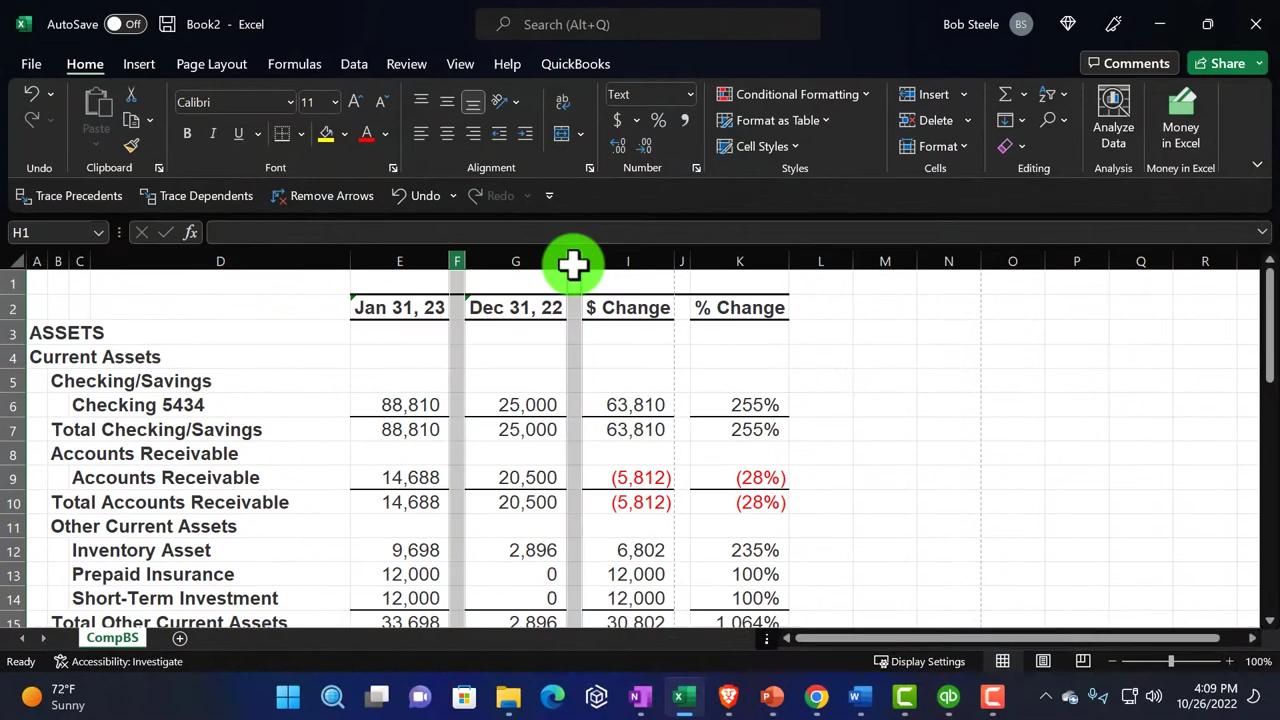 AutoSave Off Book2 - Excel Search (Alt+Q) Bob Steele BS
File Home Insert Page Layout Formulas Data Review View Help QuickBooks Comments Share
Calibri 11 Text Conditional Formatting Insert
Paste B I U A $ % , Format as Table Delete Analyze Data Money in Excel
Cell Styles Format
Undo Clipboard Font Alignment Number Styles Cells Editing Analysis Money in Excel
Trace Precedents Trace Dependents Remove Arrows Undo Redo
H1 fx
A B C D E F G I J K L M N O P Q R
1
2 Jan 31, 23 Dec 31, 22 $ Change % Change
3 ASSETS
4 Current Assets
5 Checking/Savings
6 Checking 5434 88,810 25,000 63,810 255%
7 Total Checking/Savings 88,810 25,000 63,810 255%
8 Accounts Receivable
9 Accounts Receivable 14,688 20,500 (5,812) (28%)
10 Total Accounts Receivable 14,688 20,500 (5,812) (28%)
11 Other Current Assets
12 Inventory Asset 9,698 2,896 6,802 235%
13 Prepaid Insurance 12,000 0 12,000 100%
14 Short-Term Investment 12,000 0 12,000 100%
15 Total Other Current Assets 33,698 2,896 30,802 1,064%
CompBS
Ready Accessibility: Investigate Display Settings 100%
72°F
Sunny
4:09 PM
10/26/2022